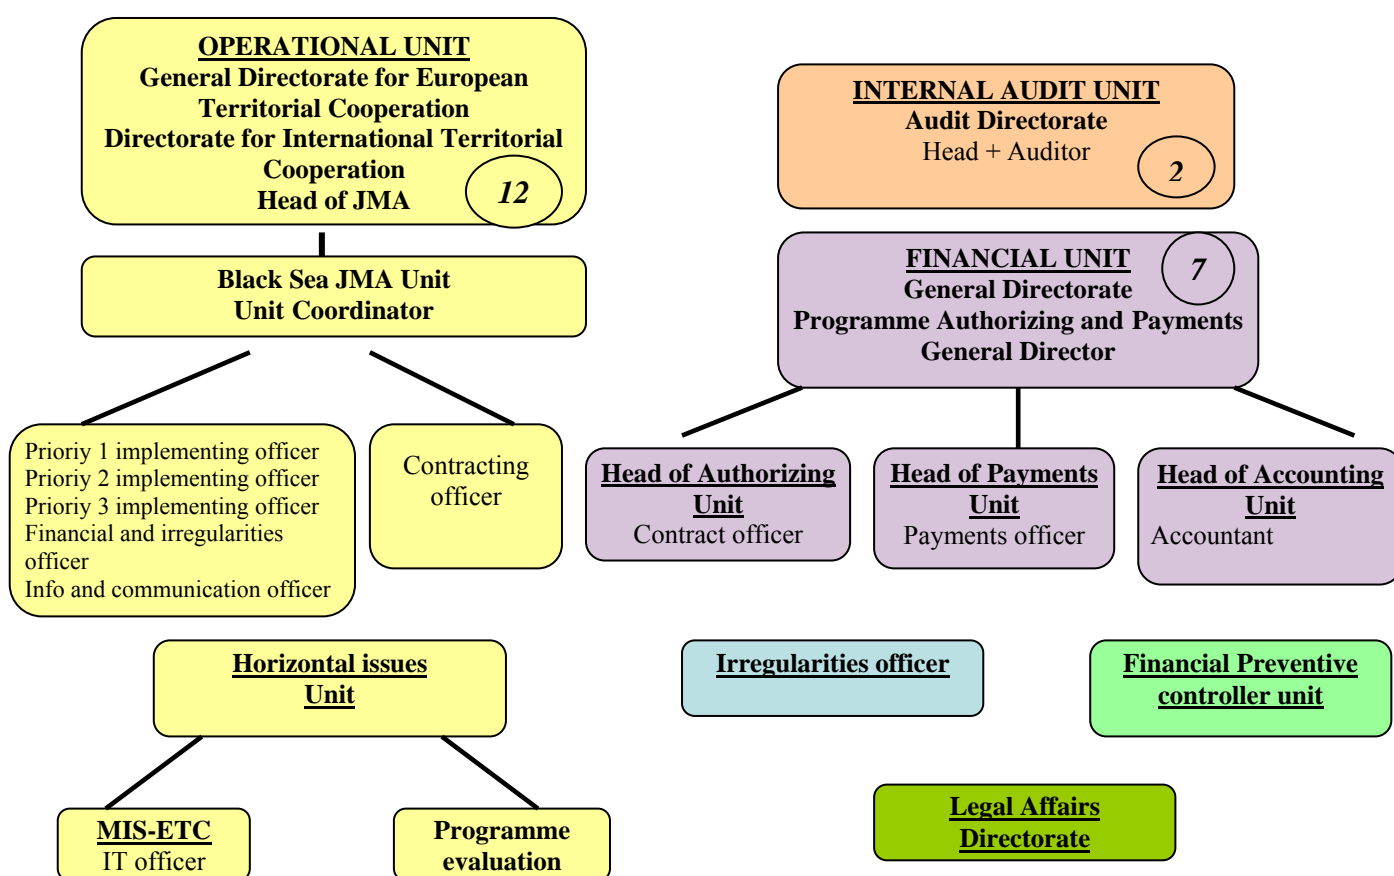 OPERATIONAL UNIT
General Directorate for European
Territorial Cooperation
Directorate for International Territorial
Cooperation
Head of JMA
12
INTERNAL AUDIT UNIT
Audit Directorate
Head + Auditor
2
FINANCIAL UNIT
General Directorate
Programme Authorizing and Payments
General Director
7
Black Sea JMA Unit
Unit Coordinator
Prioriy 1 implementing officer
Prioriy 2 implementing officer
Prioriy 3 implementing officer
Financial and irregularities
officer
Info and communication officer
Contracting
officer
Head of Authorizing
Unit
Contract officer
Head of Payments
Unit
Payments officer
Head of Accounting
Unit
Accountant
Horizontal issues
Unit
Irregularities officer
Financial Preventive
controller unit
MIS-ETC
IT officer
Programme
evaluation
Legal Affairs
Directorate